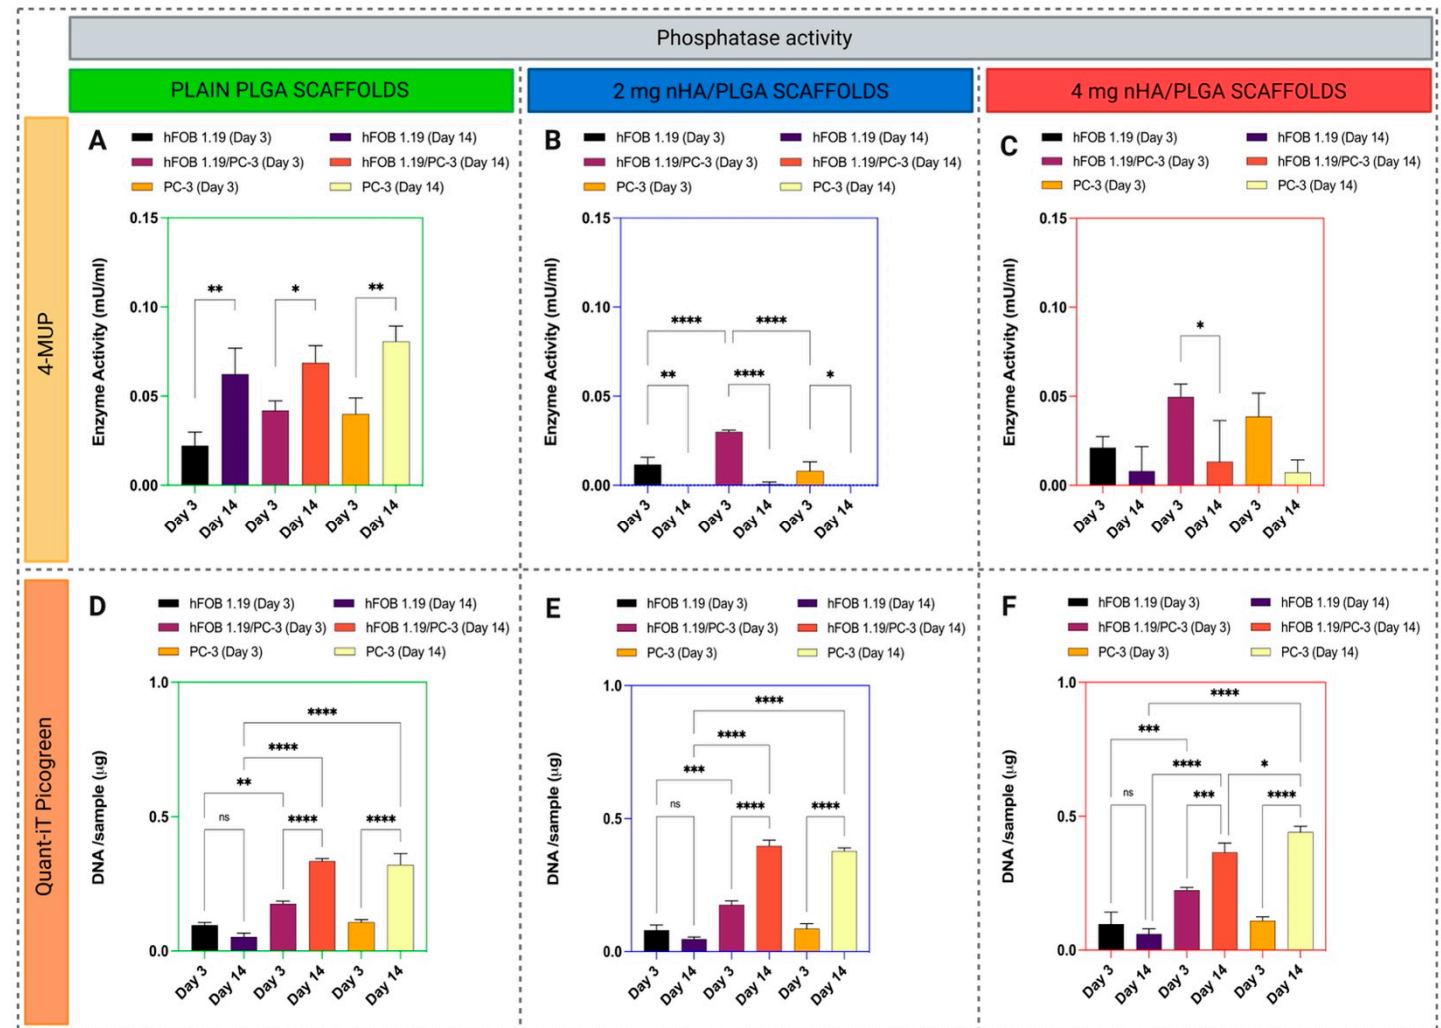 Phosphatase activity
PLAIN PLGA SCAFFOLDS
2 mg nHA/PLGA SCAFFOLDS
4 mg nHA/PLGA SCAFFOLDS
4-MUP
A
hFOB 1.19 (Day 3)
hFOB 1.19 (Day 14)
hFOB 1.19/PC-3 (Day 3)
hFOB 1.19/PC-3 (Day 14)
PC-3 (Day 3)
PC-3 (Day 14)
Enzyme Activity (mU/ml)
0.15
0.10
0.05
0.00
** * **
Day 3 Day 14 Day 3 Day 14 Day 3 Day 14
B
hFOB 1.19 (Day 3)
hFOB 1.19 (Day 14)
hFOB 1.19/PC-3 (Day 3)
hFOB 1.19/PC-3 (Day 14)
PC-3 (Day 3)
PC-3 (Day 14)
Enzyme Activity (mU/ml)
0.15
0.10
0.05
0.00
**** ****
** **** *
Day 3 Day 14 Day 3 Day 14 Day 3 Day 14
C
hFOB 1.19 (Day 3)
hFOB 1.19 (Day 14)
hFOB 1.19/PC-3 (Day 3)
hFOB 1.19/PC-3 (Day 14)
PC-3 (Day 3)
PC-3 (Day 14)
Enzyme Activity (mU/ml)
0.15
0.10
0.05
0.00
*
Day 3 Day 14 Day 3 Day 14 Day 3 Day 14
Quant-iT Picogreen
D
hFOB 1.19 (Day 3)
hFOB 1.19 (Day 14)
hFOB 1.19/PC-3 (Day 3)
hFOB 1.19/PC-3 (Day 14)
PC-3 (Day 3)
PC-3 (Day 14)
DNA /sample (µg)
1.0
0.5
0.0
****
****
**
ns **** ****
Day 3 Day 14 Day 3 Day 14 Day 3 Day 14
E
hFOB 1.19 (Day 3)
hFOB 1.19 (Day 14)
hFOB 1.19/PC-3 (Day 3)
hFOB 1.19/PC-3 (Day 14)
PC-3 (Day 3)
PC-3 (Day 14)
DNA /sample (µg)
1.0
0.5
0.0
****
****
***
ns **** ****
Day 3 Day 14 Day 3 Day 14 Day 3 Day 14
F
hFOB 1.19 (Day 3)
hFOB 1.19 (Day 14)
hFOB 1.19/PC-3 (Day 3)
hFOB 1.19/PC-3 (Day 14)
PC-3 (Day 3)
PC-3 (Day 14)
DNA /sample (µg)
1.0
0.5
0.0
****
***
**** *
ns *** ****
Day 3 Day 14 Day 3 Day 14 Day 3 Day 14